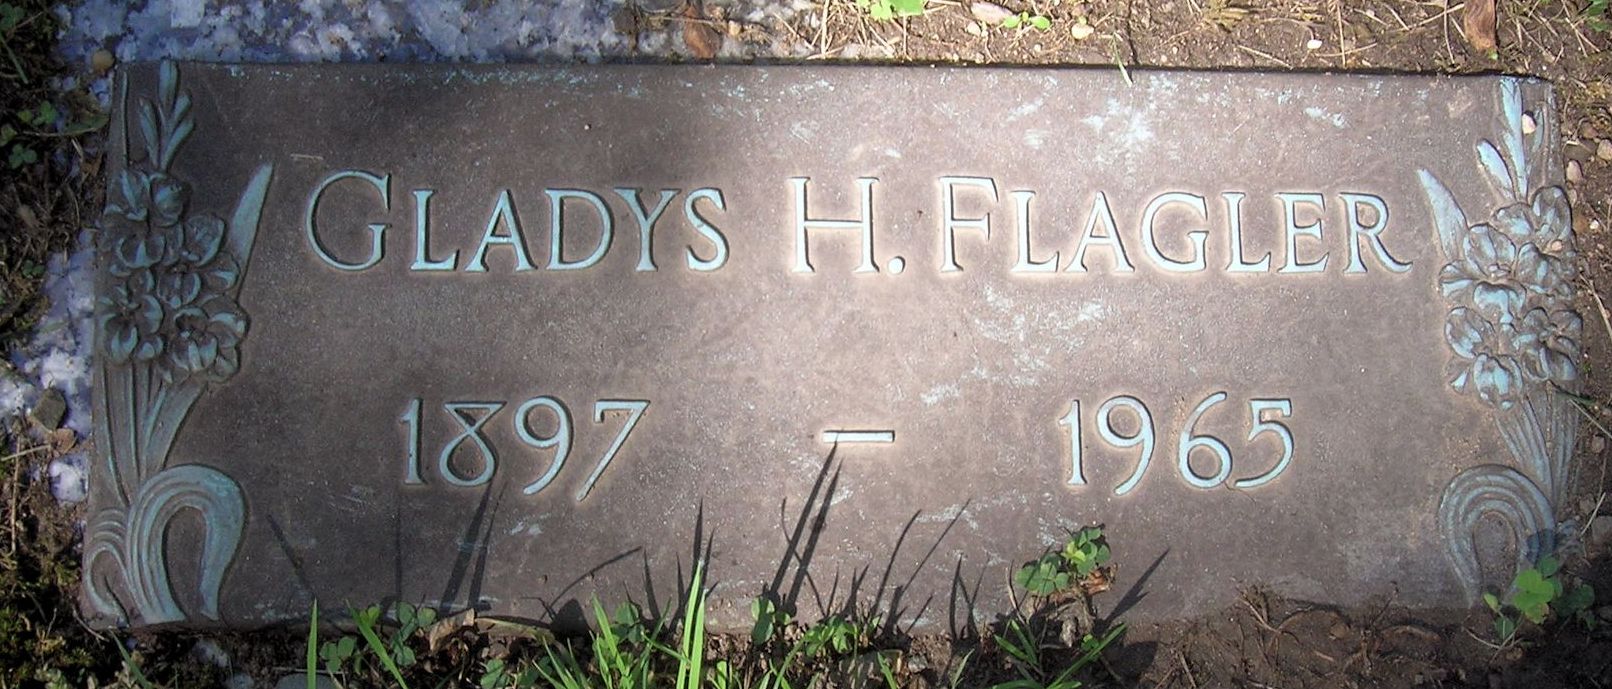 GLADYS H. FLAGLER
1897 – 1965